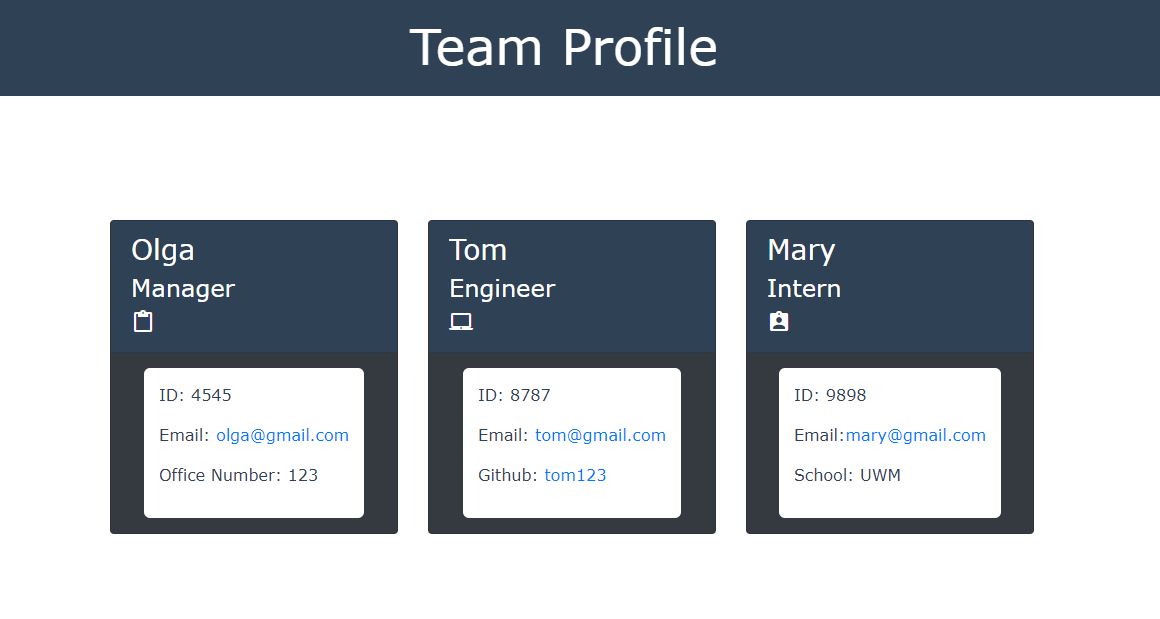 Team Profile
Olga
Manager
ID: 4545
Email: olga@gmail.com
Office Number: 123
Tom
Engineer
ID: 8787
Email: tom@gmail.com
Github: tom123
Mary
Intern
ID: 9898
Email:mary@gmail.com
School: UWM